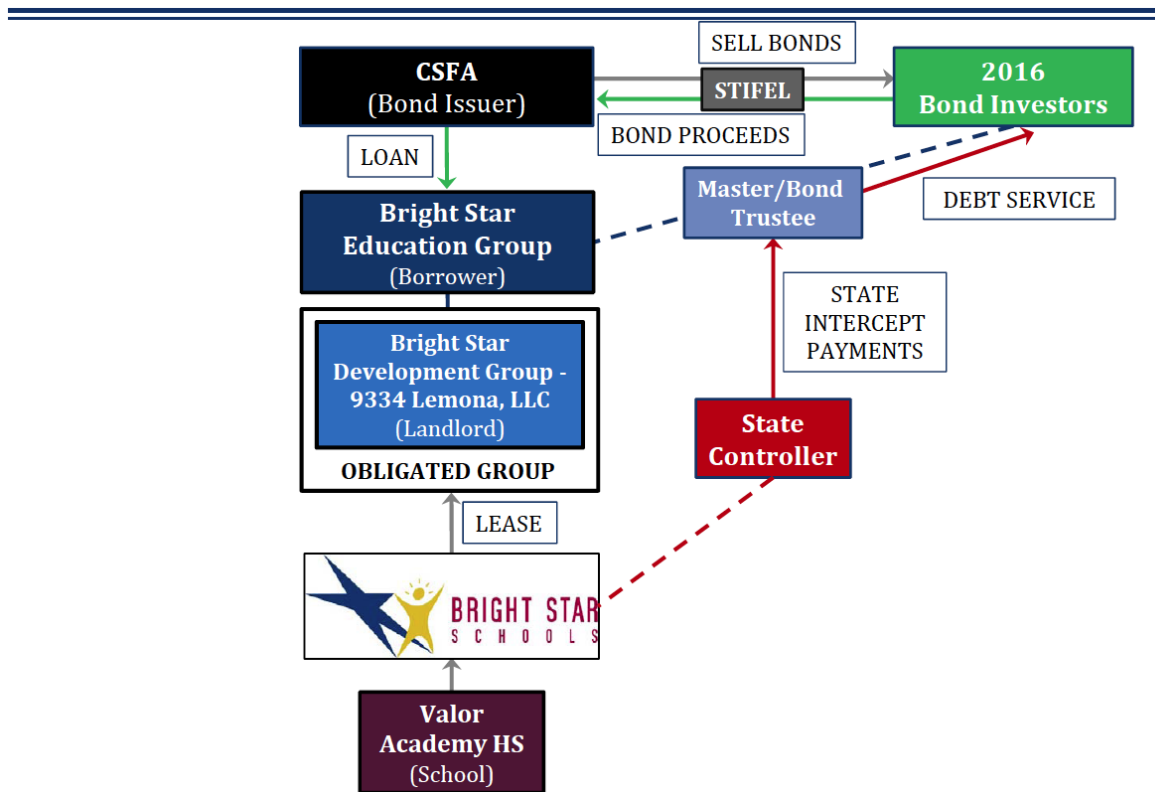 SELL BONDS
CSFA
(Bond Issuer)
STIFEL
2016
Bond Investors
BOND PROCEEDS
LOAN
Master/Bond
Trustee
DEBT SERVICE
Bright Star
Education Group
(Borrower)
STATE
INTERCEPT
PAYMENTS
Bright Star
Development Group -
9334 Lemona, LLC
(Landlord)
OBLIGATED GROUP
State
Controller
LEASE
BRIGHT STAR
SCHOOLS
Valor
Academy HS
(School)